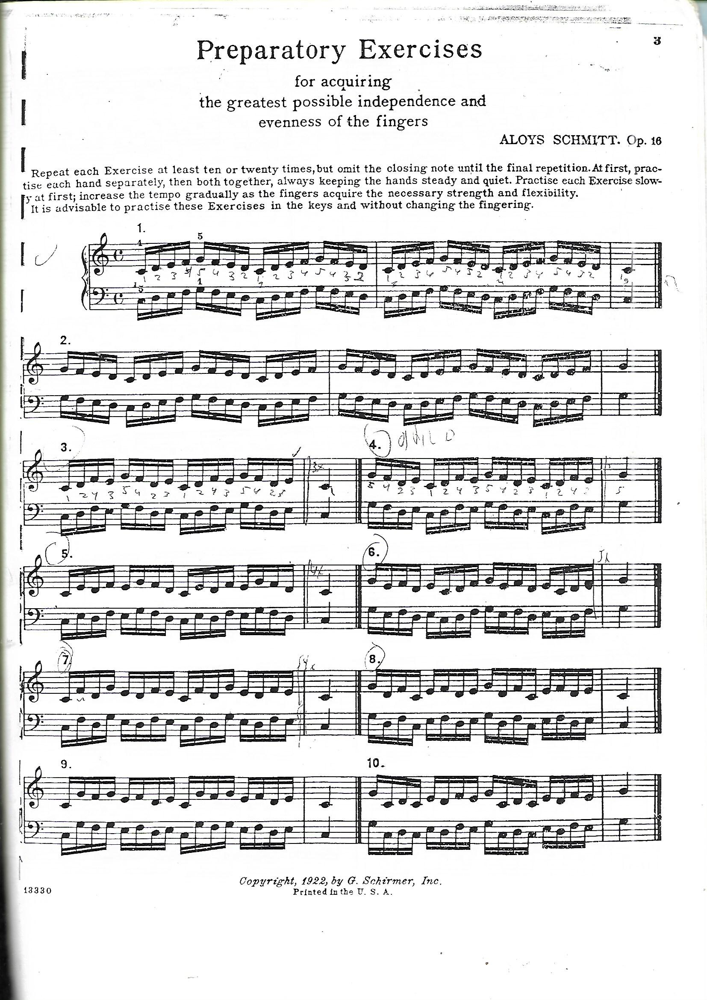 3
Preparatory Exercises
for acquiring
the greatest possible independence and
evenness of the fingers
ALOYS SCHMITT. Op. 16
Repeat each Exercise at least ten or twenty times, but omit the closing note until the final repetition. At first, prac-
tise each hand separately, then both together, always keeping the hands steady and quiet. Practise each Exercise slow-
y at first; increase the tempo gradually as the fingers acquire the necessary strength and flexibility.
It is advisable to practise these Exercises in the keys and without changing the fingering.
1.
1 5
1 2 3 4 5 4 3 2 1 2 3 4 5 4 3 2 1 2 3 4 5 4 3 2 1 2 3 4 5 4 3 2 1
5 1
2.
3. 4.
3x
1 2 4 3 5 4 2 3 1 2 4 3 5 4 2 3 5 4 2 3 1 2 4 3 5 4 2 3 1 2 4 3 5
5. 6.
4x
7. 8.
4x
9. 10.
Copyright, 1922, by G. Schirmer, Inc.
13330 Printed in the U. S. A.